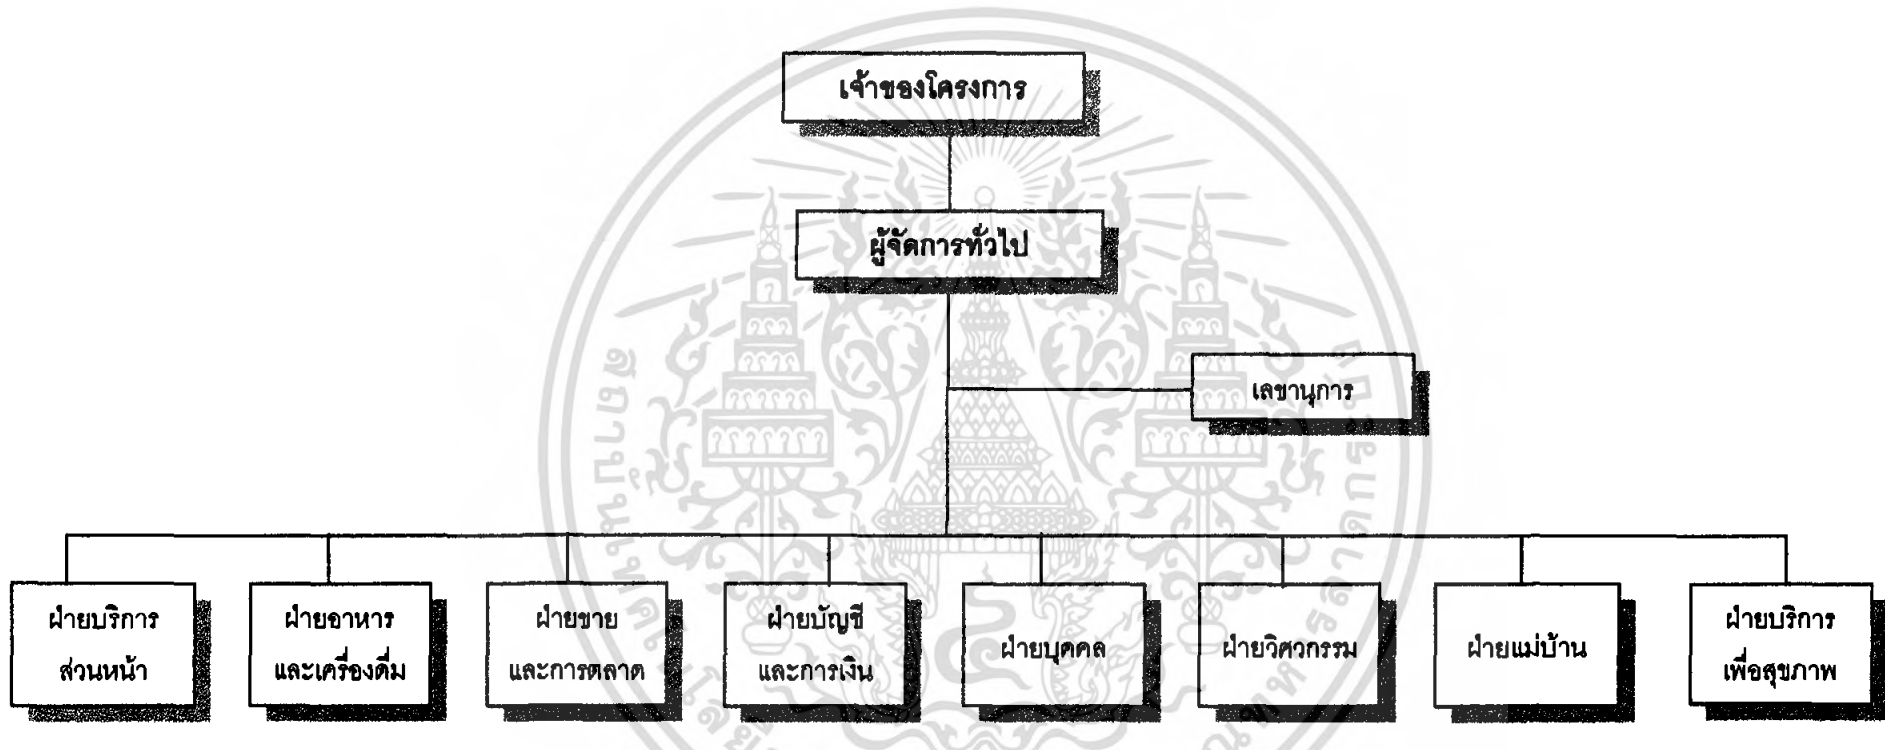 เจ้าของโครงการ
ผู้จัดการทั่วไป
เลขานุการ
ฝ่ายบริการ
ส่วนหน้า
ฝ่ายอาหาร
และเครื่องดื่ม
ฝ่ายขาย
และการตลาด
ฝ่ายบัญชี
และการเงิน
ฝ่ายบุคคล
ฝ่ายวิศวกรรม
ฝ่ายแม่บ้าน
ฝ่ายบริการ
เพื่อสุขภาพ